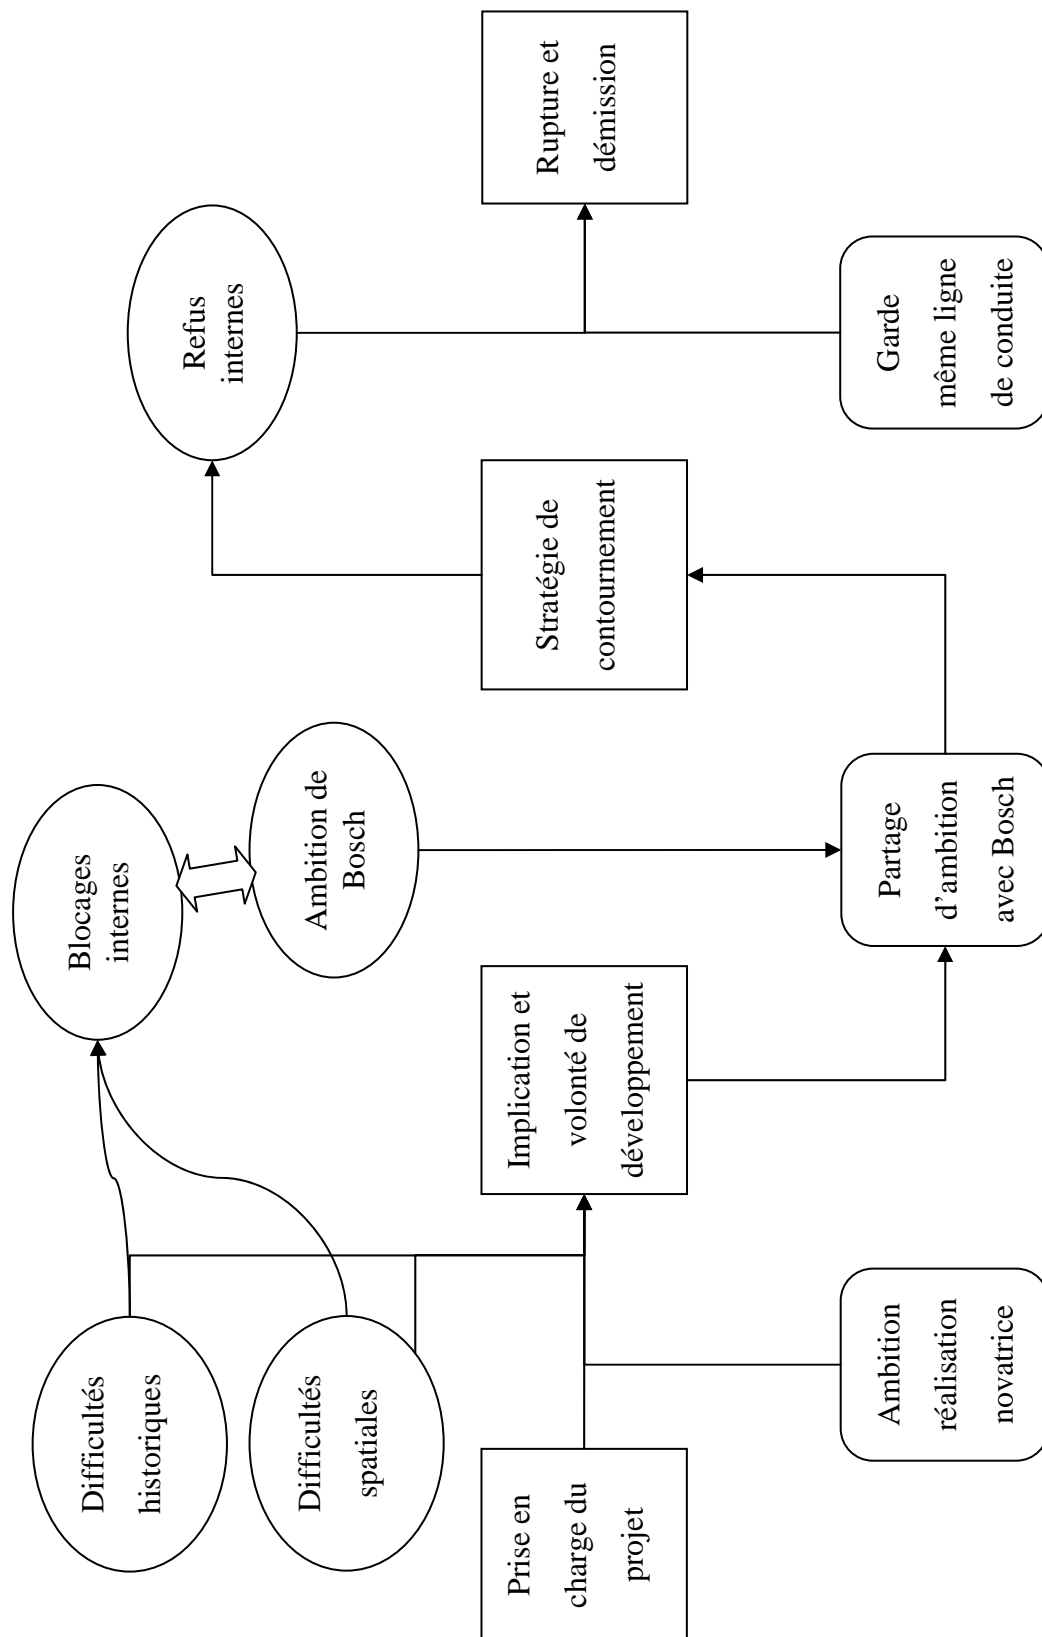 Difficultés
historiques
Difficultés
spatiales
Prise en
charge du
projet
Ambition
réalisation
novatrice
Blocages
internes
Ambition de
Bosch
Implication et
volonté de
développement
Partage
d’ambition
avec Bosch
Stratégie de
contournement
Refus
internes
Garde
même ligne
de conduite
Rupture et
démission